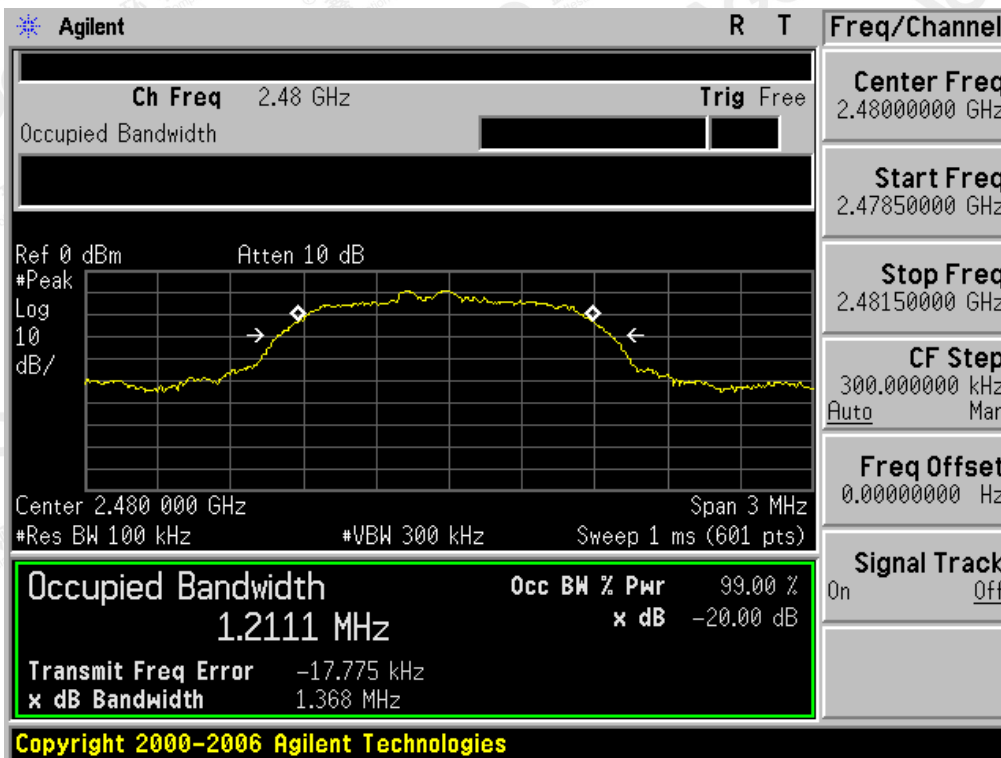 Agilent R T Freq/Channel
Ch Freq 2.48 GHz Trig Free
Occupied Bandwidth
Center Freq
2.48000000 GHz
Start Freq
2.47850000 GHz
Stop Freq
2.48150000 GHz
CF Step
300.000000 kHz
Auto Man
Freq Offset
0.00000000 Hz
Signal Track
On Off
Ref 0 dBm Atten 10 dB
#Peak
Log
10
dB/
Center 2.480 000 GHz Span 3 MHz
#Res BW 100 kHz #VBW 300 kHz Sweep 1 ms (601 pts)
Occupied Bandwidth Occ BW % Pwr 99.00 %
1.2111 MHz x dB -20.00 dB
Transmit Freq Error -17.775 kHz
x dB Bandwidth 1.368 MHz
Copyright 2000-2006 Agilent Technologies